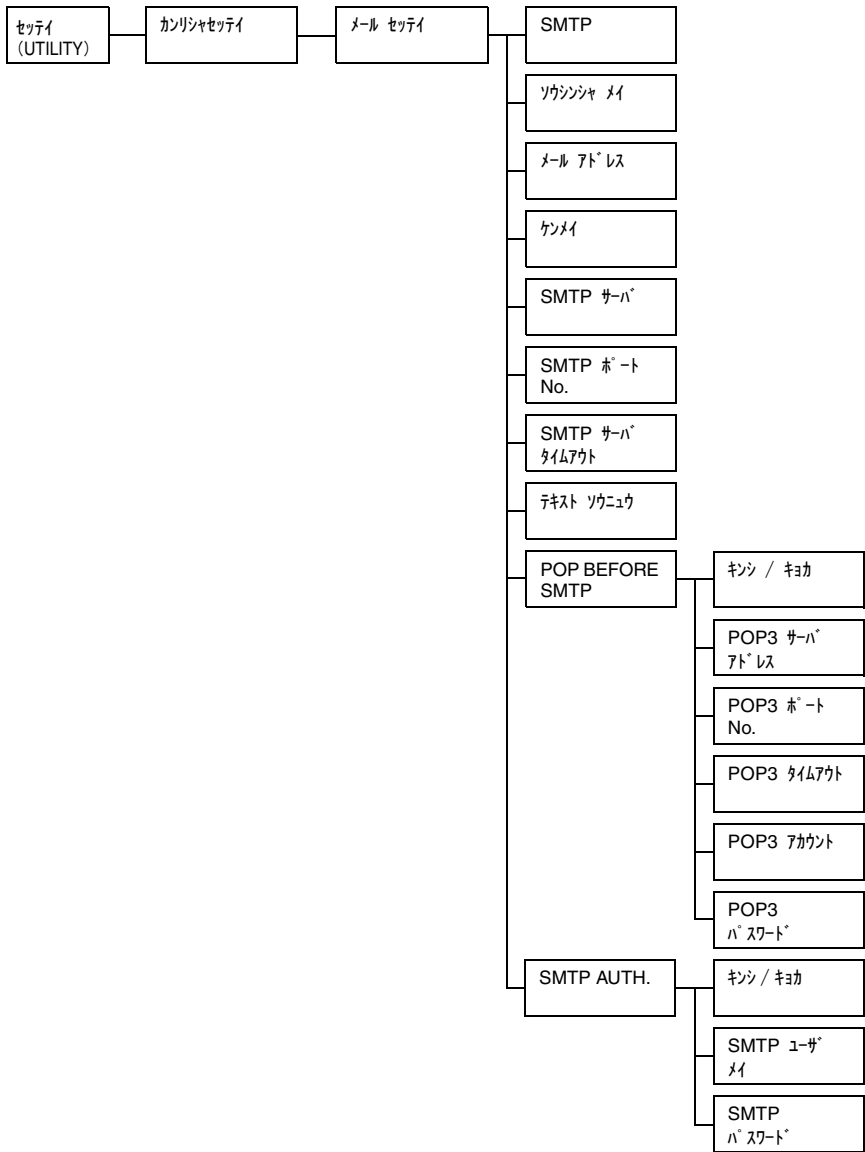 ｾｯﾃｲ
(UTILITY)
ｶﾝﾘｼｬｾｯﾃｲ
ﾒｰﾙ ｾｯﾃｲ
SMTP
ｿｳｼﾝｼｬ ﾒｲ
ﾒｰﾙ ｱﾄﾞﾚｽ
ｹﾝﾒｲ
SMTP ｻｰﾊﾞ
SMTP ﾎﾟｰﾄ
No.
SMTP ｻｰﾊﾞ
ﾀｲﾑｱｳﾄ
ﾃｷｽﾄ ｿｳﾆｭｳ
POP BEFORE
SMTP
ｷﾝｼ / ｷｮｶ
POP3 ｻｰﾊﾞ
ｱﾄﾞﾚｽ
POP3 ﾎﾟｰﾄ
No.
POP3 ﾀｲﾑｱｳﾄ
POP3 ｱｶｳﾝﾄ
POP3
ﾊﾟｽﾜｰﾄﾞ
SMTP AUTH.
ｷﾝｼ / ｷｮｶ
SMTP ﾕｰｻﾞ
ﾒｲ
SMTP
ﾊﾟｽﾜｰﾄﾞ